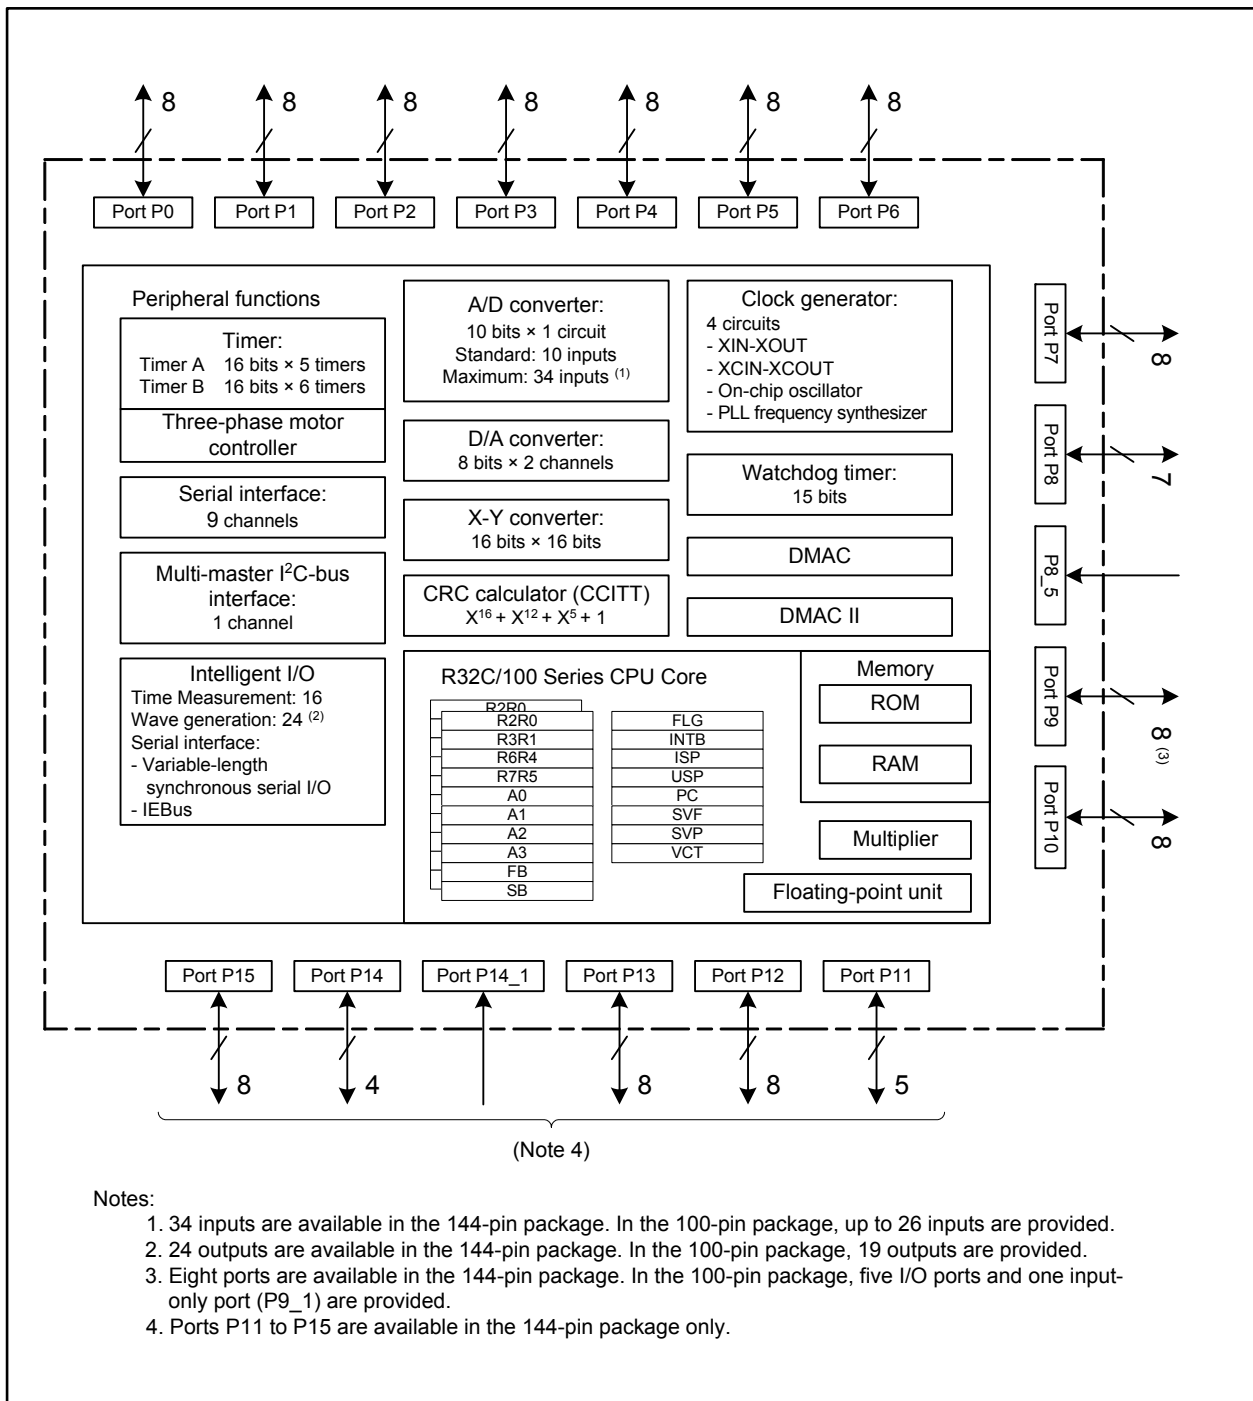 8 8 8 8 8 8 8
Port P0 Port P1 Port P2 Port P3 Port P4 Port P5 Port P6
Peripheral functions
Timer:
Timer A 16 bits × 5 timers
Timer B 16 bits × 6 timers
Three-phase motor
controller
Serial interface:
9 channels
Multi-master I²C-bus
interface:
1 channel
Intelligent I/O
Time Measurement: 16
Wave generation: 24 (2)
Serial interface:
- Variable-length
synchronous serial I/O
- IEBus
A/D converter:
10 bits × 1 circuit
Standard: 10 inputs
Maximum: 34 inputs (1)
D/A converter:
8 bits × 2 channels
X-Y converter:
16 bits × 16 bits
CRC calculator (CCITT)
X¹⁶ + X¹² + X⁵ + 1
Clock generator:
4 circuits
- XIN-XOUT
- XCIN-XCOUT
- On-chip oscillator
- PLL frequency synthesizer
Watchdog timer:
15 bits
DMAC
DMAC II
R32C/100 Series CPU Core
R2R0
R2R0
R3R1
R6R4
R7R5
A0
A1
A2
A3
FB
SB
FLG
INTB
ISP
USP
PC
SVF
SVP
VCT
Memory
ROM
RAM
Multiplier
Floating-point unit
Port P7
8
Port P8
7
P8_5
Port P9
8 (3)
Port P10
8
Port P15 Port P14 Port P14_1 Port P13 Port P12 Port P11
8 4 8 8 5
(Note 4)
Notes:
1. 34 inputs are available in the 144-pin package. In the 100-pin package, up to 26 inputs are provided.
2. 24 outputs are available in the 144-pin package. In the 100-pin package, 19 outputs are provided.
3. Eight ports are available in the 144-pin package. In the 100-pin package, five I/O ports and one input-
only port (P9_1) are provided.
4. Ports P11 to P15 are available in the 144-pin package only.